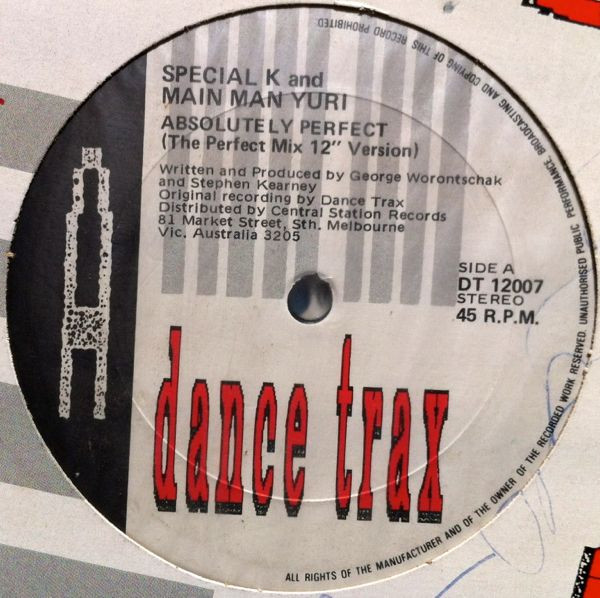 SPECIAL K and
MAIN MAN YURI
ABSOLUTELY PERFECT
(The Perfect Mix 12" Version)
Written and Produced by George Worontschak
and Stephen Kearney
Original recording by Dance Trax
Distributed by Central Station Records
81 Market Street, Sth. Melbourne
Vic. Australia 3205
A
SIDE A
DT 12007
STEREO
45 R.P.M.
dance trax
ALL RIGHTS OF THE MANUFACTURER AND OF THE OWNER OF THE RECORDED WORK RESERVED. UNAUTHORISED PUBLIC PERFORMANCE, BROADCASTING AND COPYING OF THIS RECORD PROHIBITED